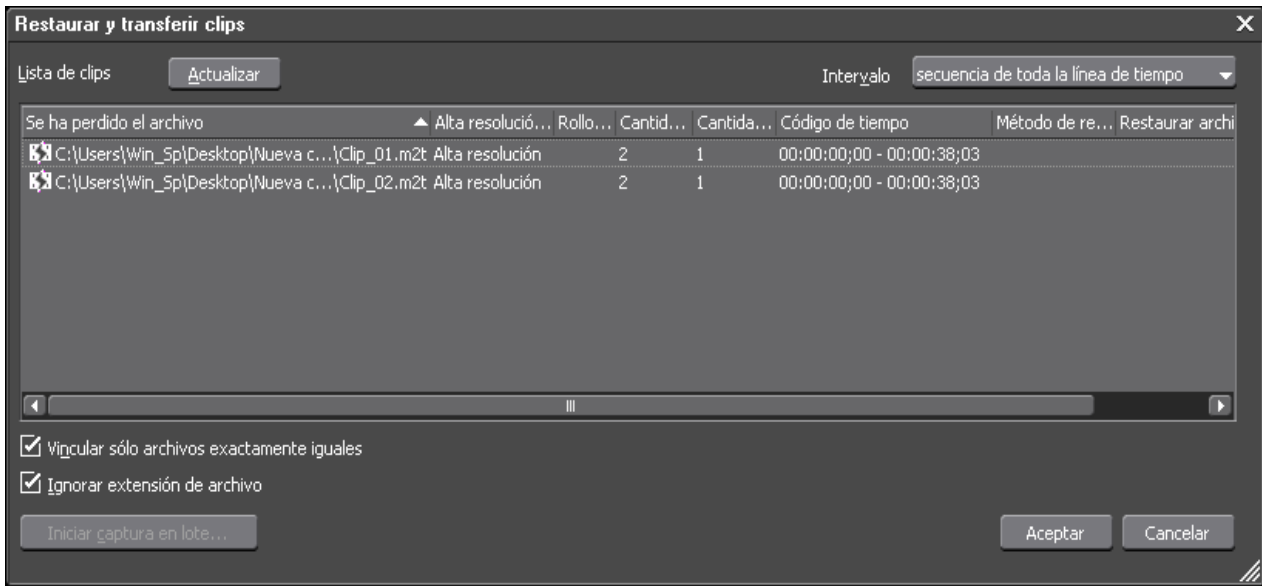 Restaurar y transferir clips
Lista de clips Actualizar Intervalo secuencia de toda la línea de tiempo
Se ha perdido el archivo Alta resolució... Rollo... Cantid... Cantida... Código de tiempo Método de re... Restaurar archi
C:\Users\Win_Sp\Desktop\Nueva c...\Clip_01.m2t Alta resolución 2 1 00:00:00;00 - 00:00:38;03
C:\Users\Win_Sp\Desktop\Nueva c...\Clip_02.m2t Alta resolución 2 1 00:00:00;00 - 00:00:38;03
Vincular sólo archivos exactamente iguales
Ignorar extensión de archivo
Iniciar captura en lote... Aceptar Cancelar